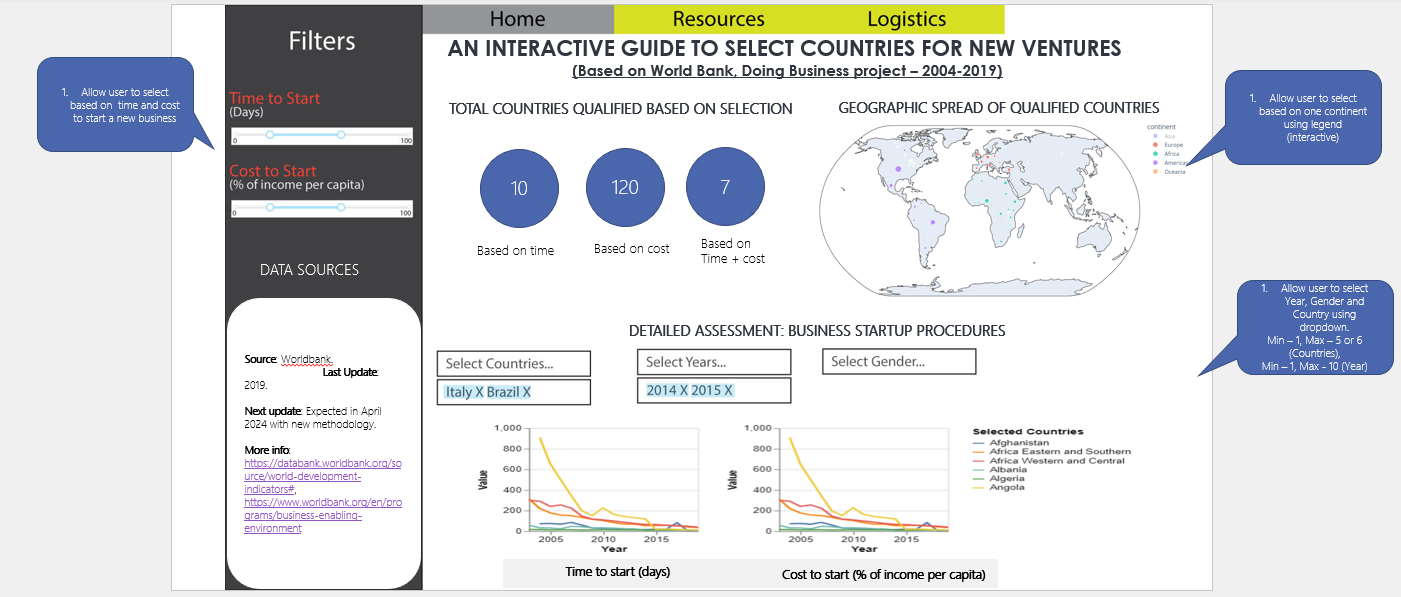 Home
Resources
Logistics
Filters
AN INTERACTIVE GUIDE TO SELECT COUNTRIES FOR NEW VENTURES
(Based on World Bank, Doing Business project – 2004-2019)
1. Allow user to select
based on time and cost
to start a new business
Time to Start
(Days)
0
100
Cost to Start
(% of income per capita)
0
100
DATA SOURCES
Source: Worldbank.
Last Update:
2019.
Next update: Expected in April
2024 with new methodology.
More info:
https://databank.worldbank.org/so
urce/world-development-
indicators#,
https://www.worldbank.org/en/pro
grams/business-enabling-
environment
TOTAL COUNTRIES QUALIFIED BASED ON SELECTION
10
120
7
Based on time
Based on cost
Based on
Time + cost
GEOGRAPHIC SPREAD OF QUALIFIED COUNTRIES
continent
Asia
Europe
Africa
Americas
Oceania
1. Allow user to select
based on one continent
using legend
(interactive)
DETAILED ASSESSMENT: BUSINESS STARTUP PROCEDURES
Select Countries...
Select Years...
Select Gender...
Italy X Brazil X
2014 X 2015 X
1. Allow user to select
Year, Gender and
Country using
dropdown.
Min – 1, Max – 5 or 6
(Countries),
Min – 1, Max - 10 (Year)
Value
1,000
800
600
400
200
0
2005
2010
2015
Year
Time to start (days)
Value
1,000
800
600
400
200
0
2005
2010
2015
Year
Cost to start (% of income per capita)
Selected Countries
Afghanistan
Africa Eastern and Southern
Africa Western and Central
Albania
Algeria
Angola